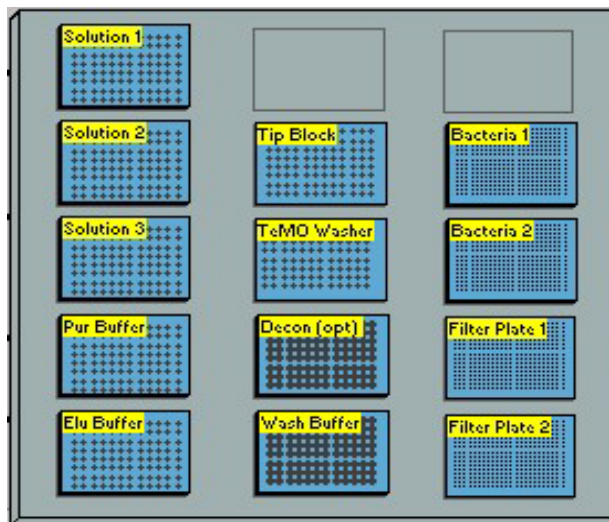 Solution 1
Solution 2
Tip Block
Bacteria 1
Solution 3
TeMO Washer
Bacteria 2
Pur Buffer
Decon (opt)
Filter Plate 1
Elu Buffer
Wash Buffer
Filter Plate 2